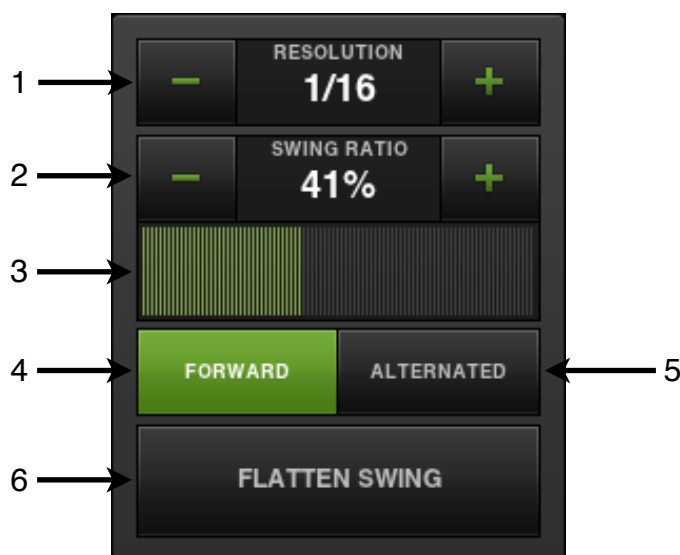 RESOLUTION
1 − 1/16 +
SWING RATIO
2 − 41% +
3
4 FORWARD ALTERNATED 5
6 FLATTEN SWING